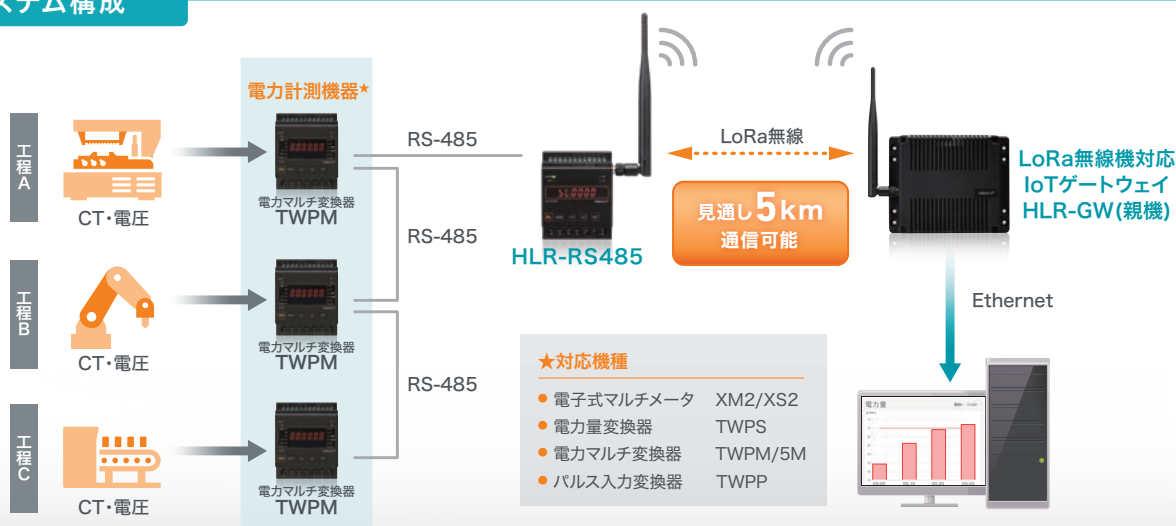 ステム構成
電力計測機器★
工程A
CT・電圧
電力マルチ変換器
TWPM
RS-485
工程B
CT・電圧
電力マルチ変換器
TWPM
RS-485
工程C
CT・電圧
電力マルチ変換器
TWPM
RS-485
HLR-RS485
LoRa無線
見通し5km
通信可能
LoRa無線機対応
IoTゲートウェイ
HLR-GW(親機)
Ethernet
★対応機種
● 電子式マルチメータ XM2/XS2
● 電力量変換器 TWPS
● 電力マルチ変換器 TWPM/5M
● パルス入力変換器 TWPP
電力量